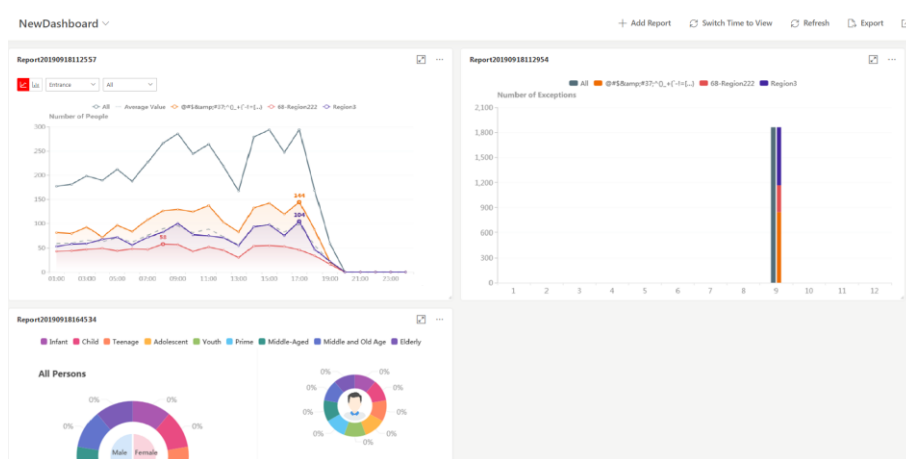 NewDashboard
Add Report Switch Time to View Refresh Export
Report20190918112557
Entrance All
All Average Value @#$&amp;#37;^()_+{`-!=[...] 68-Region222 Region3
Number of People
300
250
200
150
100
50
0
144
104
58
01:00 03:00 05:00 07:00 09:00 11:00 13:00 15:00 17:00 19:00 21:00 23:00
Report20190918112954
All @#$&amp;#37;^()_+{`-!=[...] 68-Region222 Region3
Number of Exceptions
2,100
1,800
1,500
1,200
900
600
300
0
1 2 3 4 5 6 7 8 9 10 11 12
Report20190918164534
Infant Child Teenage Adolescent Youth Prime Middle-Aged Middle and Old Age Elderly
All Persons
0% 0%
0% 0%
Male Female
0% 0%
0% 0%
0% 0%
0% 0%
0%